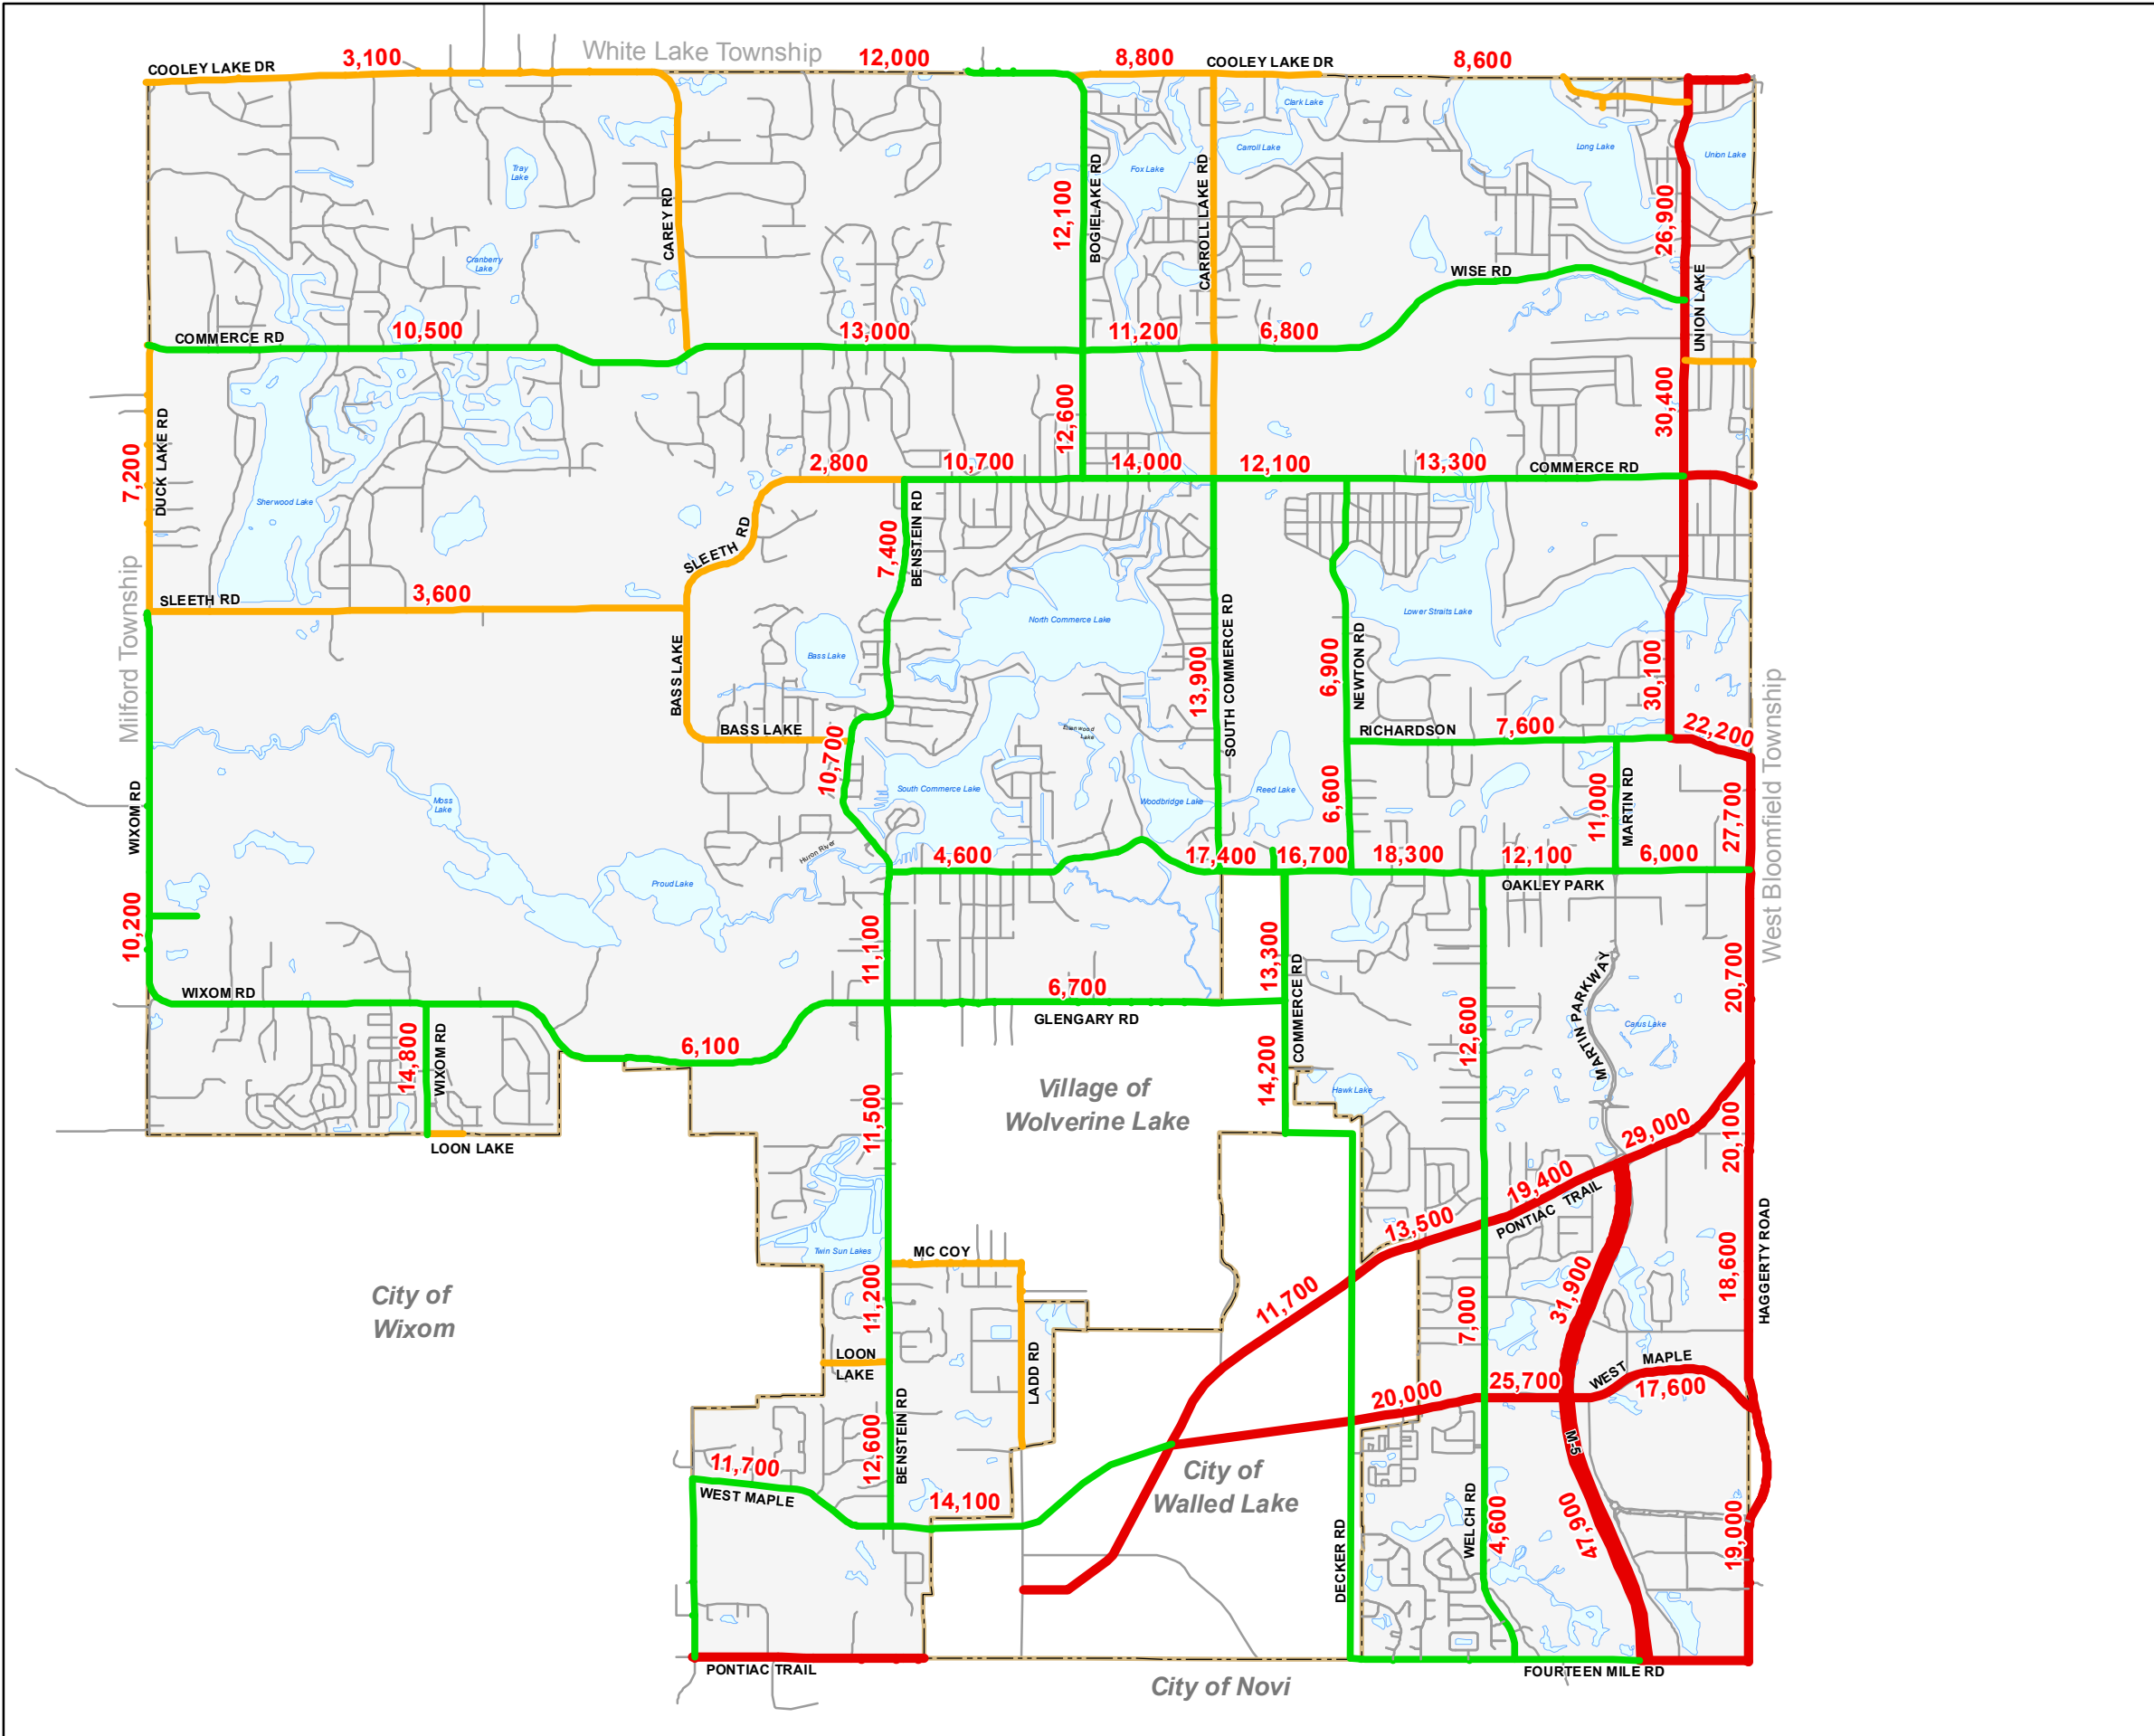 White Lake Township
3,100
12,000
8,800
8,600
COOLEY LAKE DR
COOLEY LAKE DR
Clark Lake
Long Lake
Union Lake
Carroll Lake
Fox Lake
Tray
Lake
CAREY RD
12,100
BOGIELAKE RD
CARROLL LAKE RD
26,900
Cranberry
Lake
WISE RD
UNION LAKE
COMMERCE RD
10,500
13,000
11,200
6,800
30,400
12,600
7,200
DUCK LAKE RD
2,800
10,700
14,000
12,100
13,300
COMMERCE RD
Sherwood Lake
SLEETH RD
7,400
BENSTEIN RD
Milford Township
SLEETH RD
3,600
North Commerce Lake
Lower Straits Lake
BASS LAKE
Bass Lake
13,900
SOUTH COMMERCE RD
6,900
NEWTON RD
30,100
West Bloomfield Township
BASS LAKE
10,700
RICHARDSON
7,600
22,200
WIXOM RD
Moss
Lake
South Commerce Lake
Woodbridge Lake
Reed Lake
6,600
11,000
MARTIN RD
27,700
Huron River
4,600
17,400
16,700
18,300
12,100
6,000
Proud Lake
OAKLEY PARK
10,200
11,100
13,300
COMMERCE RD
MARTIN PARKWAY
20,700
WIXOM RD
6,700
GLENGARY RD
12,600
Carus Lake
14,800
WIXOM RD
6,100
14,200
Village of
Wolverine Lake
Hawk Lake
LOON LAKE
11,500
29,000
20,100
19,400
PONTIAC TRAIL
13,500
HAGGERTY ROAD
Twin Sun Lakes
MC COY
11,200
11,700
7,000
31,900
18,600
City of
Wixom
LOON
LAKE
LADD RD
WEST MAPLE
20,000
25,700
17,600
BENSTEIN RD
12,600
M-5
11,700
WEST MAPLE
14,100
City of
Walled Lake
WELCH RD
4,600
47,900
19,000
DECKER RD
PONTIAC TRAIL
FOURTEEN MILE RD
City of Novi